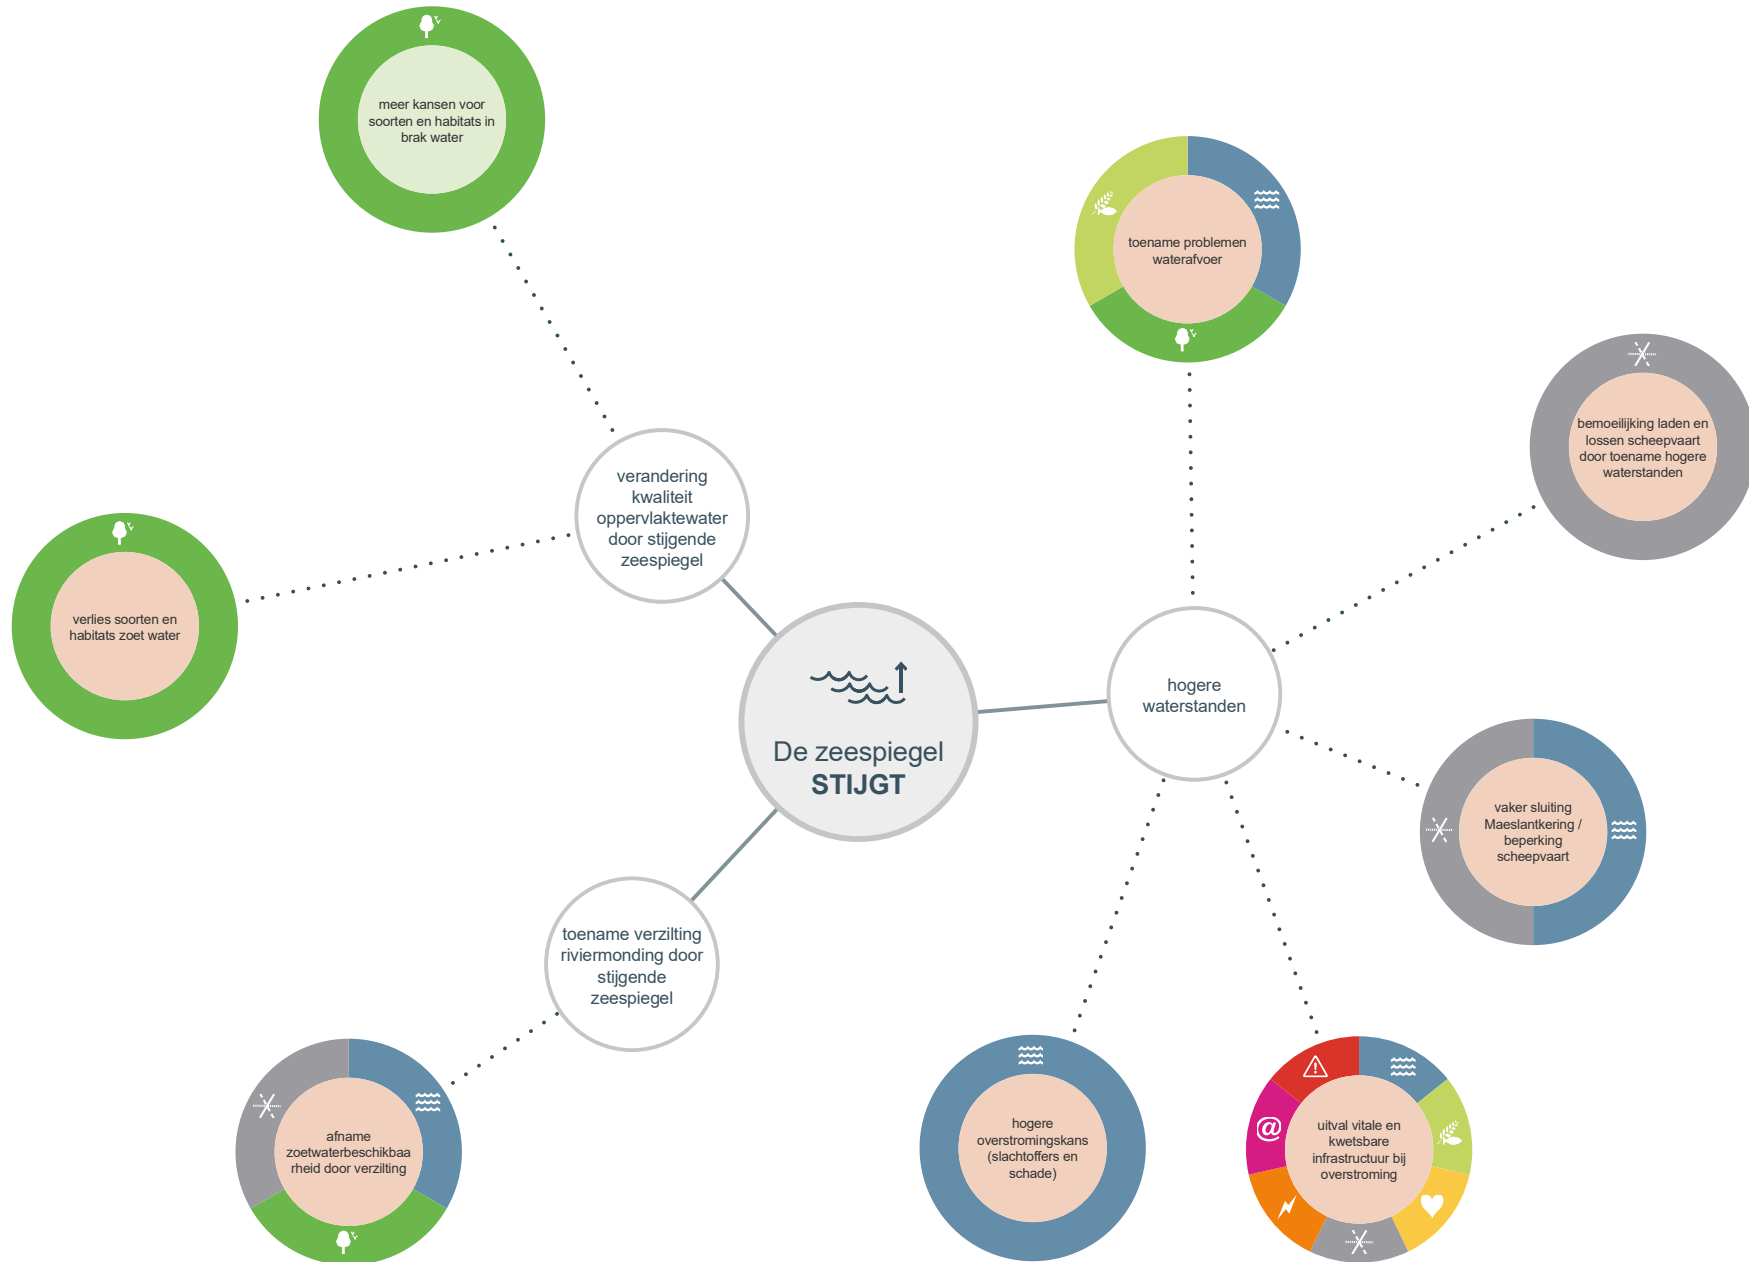 meer kansen voor
soorten en habitats in
brak water
toename problemen
waterafvoer
bemoeilijking laden en
lossen scheepvaart
door toename hogere
waterstanden
verandering
kwaliteit
oppervlaktewater
door stijgende
zeespiegel
verlies soorten en
habitats zoet water
De zeespiegel
STIJGT
hogere
waterstanden
vaker sluiting
Maeslantkering /
beperking
scheepvaart
toename verzilting
riviermonding door
stijgende
zeespiegel
afname
zoetwaterbeschikbaa
rheid door verzilting
hogere
overstromingskans
(slachtoffers en
schade)
uitval vitale en
kwetsbare
infrastructuur bij
overstroming
@